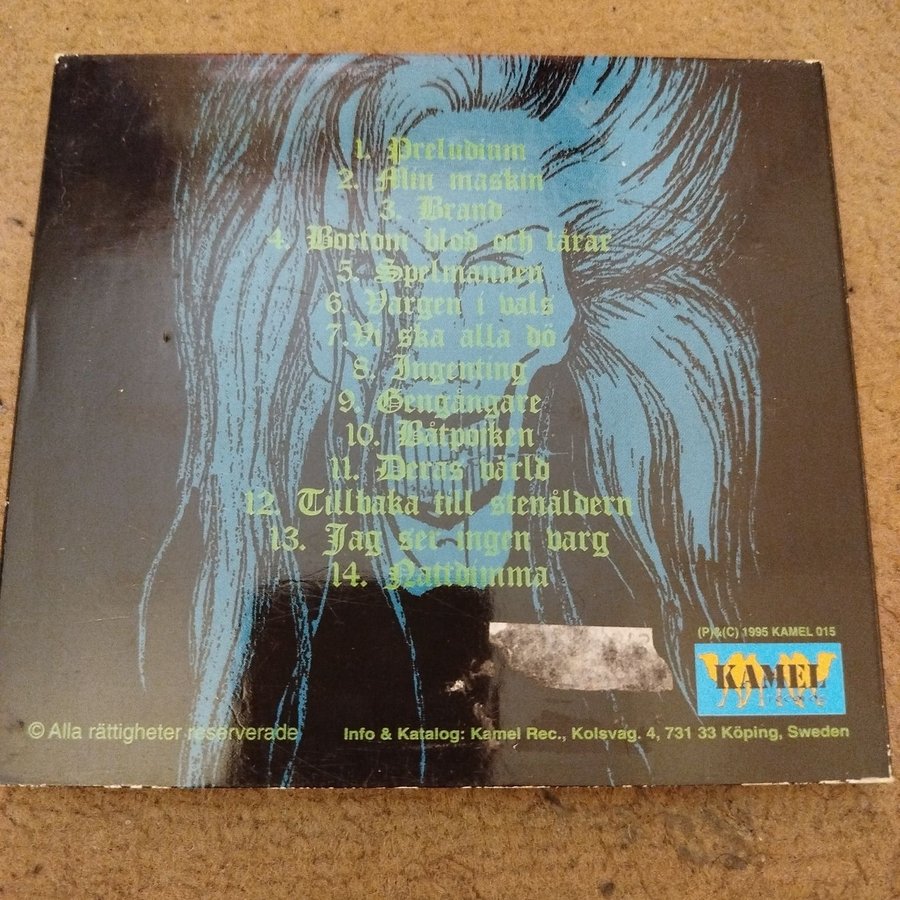 1. Preludium
2. Min maskin
3. Brand
4. Bortom blod och tårar
5. Spelmannen
6. Vargen i vals
7.Vi ska alla dö
8. Ingenting
9. Gengångare
10. Båtpoiken
11. Deras värld
12. Tillbaka till stenåldern
13. Jag ser ingen varg
14. Nattdimma
(P)&(C) 1995 KAMEL 015
KAMEL
© Alla rättigheter reserverade
Info & Katalog: Kamel Rec., Kolsvag. 4, 731 33 Köping, Sweden